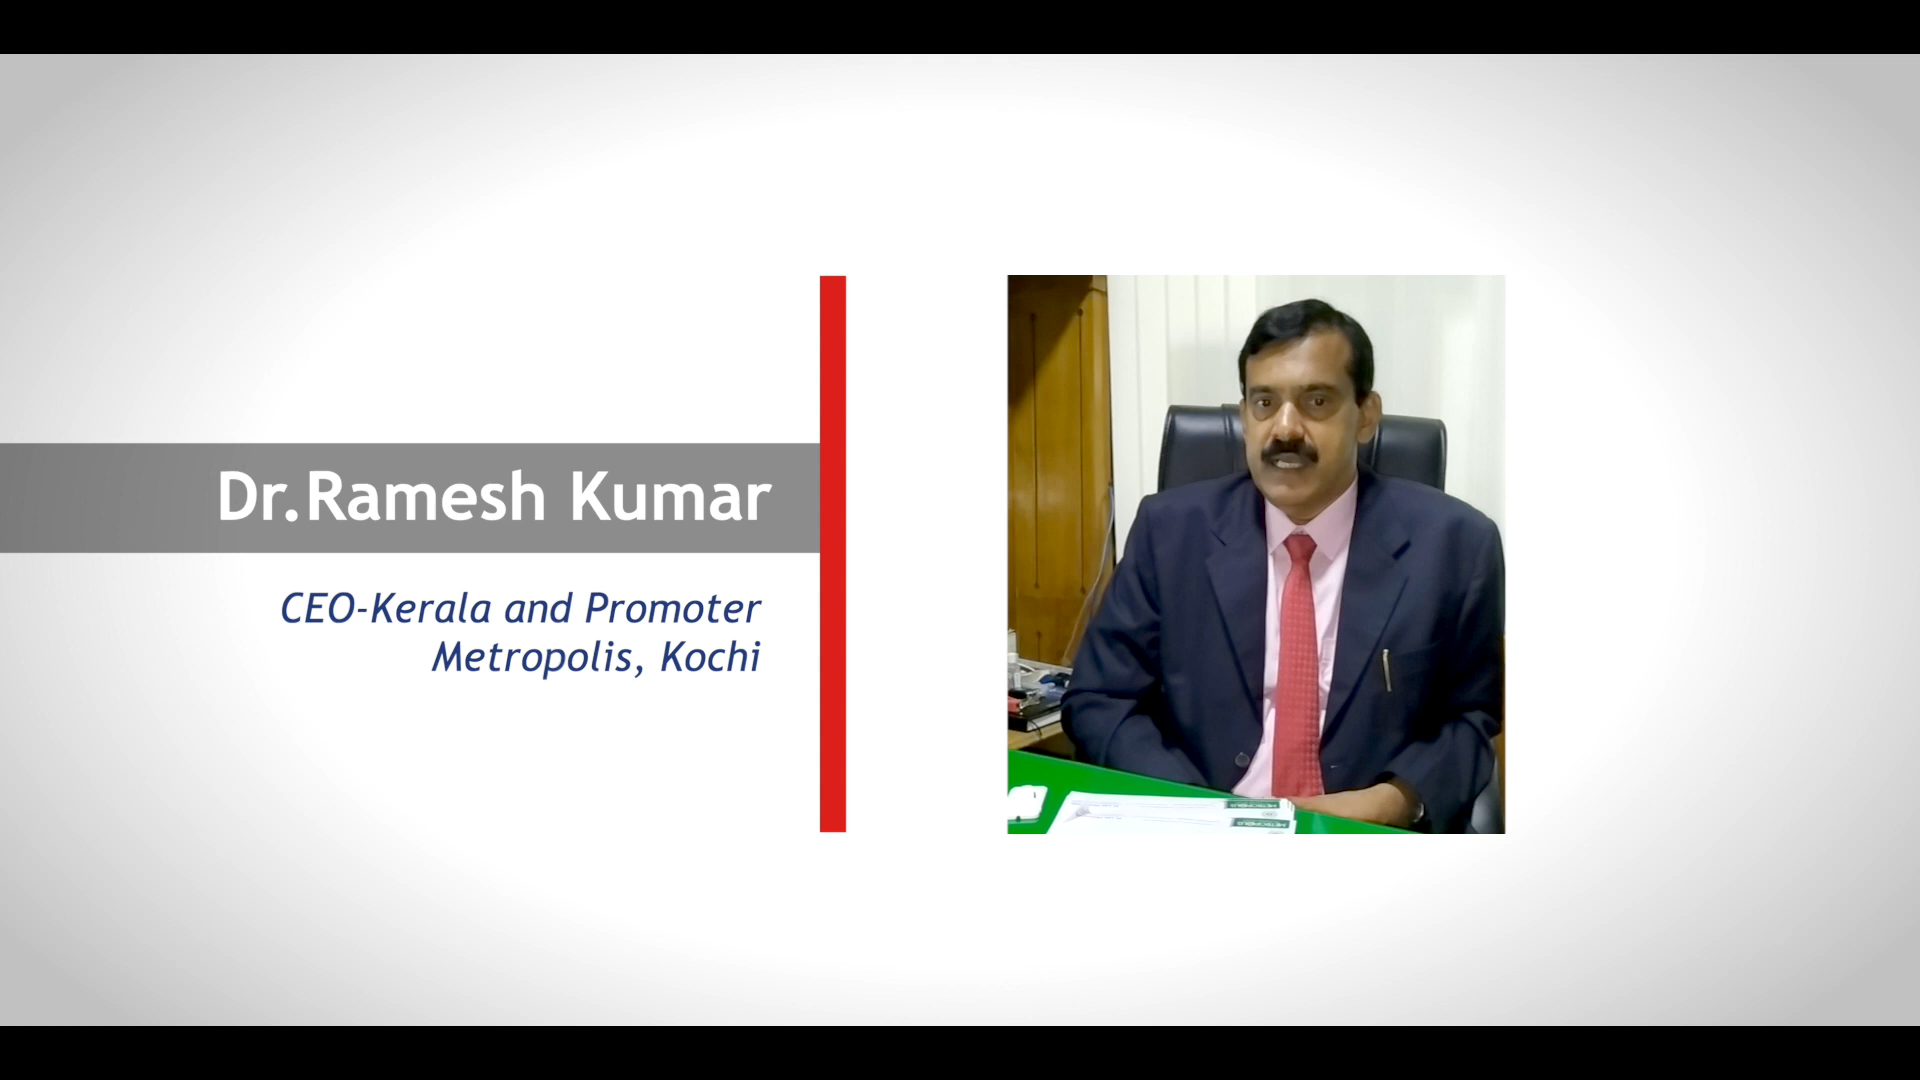 Dr.Ramesh Kumar
CEO-Kerala and Promoter
Metropolis, Kochi